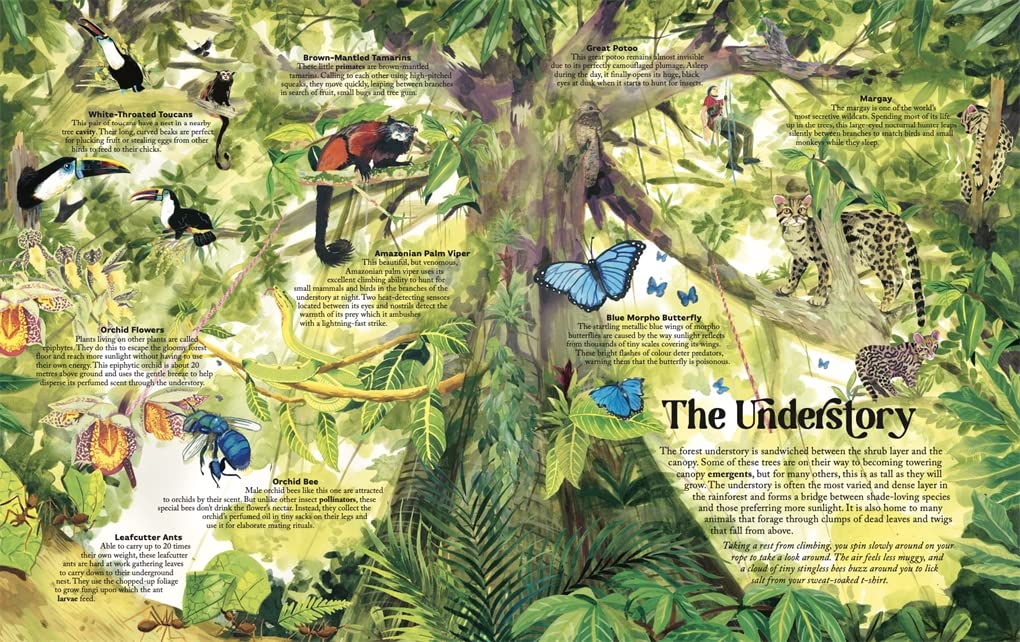 Brown-Mantled Tamarins
These little primates are brown-mantled
tamarins. Calling to each other using high-pitched
squeaks, they move quickly, leaping between branches
in search of fruit, small bugs and tree gum.
White-Throated Toucans
This pair of toucans have a nest in a nearby
tree cavity. Their long, curved beaks are perfect
for plucking fruit or stealing eggs from other
birds to feed to their chicks.
Amazonian Palm Viper
This beautiful, but venomous,
Amazonian palm viper uses its
excellent climbing ability to hunt for
small mammals and birds in the branches of the
understory at night. Two heat-detecting sensors
located between its eyes and nostrils detect the
warmth of its prey which it ambushes
with a lightning-fast strike.
Orchid Flowers
Plants living on other plants are called
epiphytes. They do this to escape the gloomy forest
floor and reach more sunlight without having to use
their own energy. This epiphytic orchid is about 20
metres above ground and uses the gentle breeze to help
disperse its perfumed scent through the understory.
Orchid Bee
Male orchid bees like this one are attracted
to orchids by their scent. But unlike other insect pollinators, these
special bees don't drink the flower's nectar. Instead, they collect the
orchid's perfumed oil in tiny sacks on their legs and
use it for elaborate mating rituals.
Leafcutter Ants
Able to carry up to 20 times
their own weight, these leafcutter
ants are hard at work gathering leaves
to carry down to their underground
nest. They use the chopped-up foliage
to grow fungi upon which the ant
larvae feed.
Great Potoo
This great potoo remains almost invisible
due to its perfectly camouflaged plumage. Asleep
during the day, it finally opens its huge, black
eyes at dusk when it starts to hunt for insects.
Margay
The margay is one of the world's
most secretive wildcats. Spending most of its life
up in the trees, this large-eyed nocturnal hunter leaps
silently between branches to snatch birds and small
monkeys while they sleep.
Blue Morpho Butterfly
The startling metallic blue wings of morpho
butterflies are caused by the way sunlight reflects
from thousands of tiny scales covering its wings.
These bright flashes of colour deter predators,
warning them that the butterfly is poisonous.
The Understory
The forest understory is sandwiched between the shrub layer and the
canopy. Some of these trees are on their way to becoming towering
canopy emergents, but for many others, this is as tall as they will
grow. The understory is often the most varied and dense layer in
the rainforest and forms a bridge between shade-loving species
and those preferring more sunlight. It is also home to many
animals that forage through clumps of dead leaves and twigs
that fall from above.
Taking a rest from climbing, you spin slowly around on your
rope to take a look around. The air feels less muggy, and
a cloud of tiny stingless bees buzz around you to lick
salt from your sweat-soaked t-shirt.